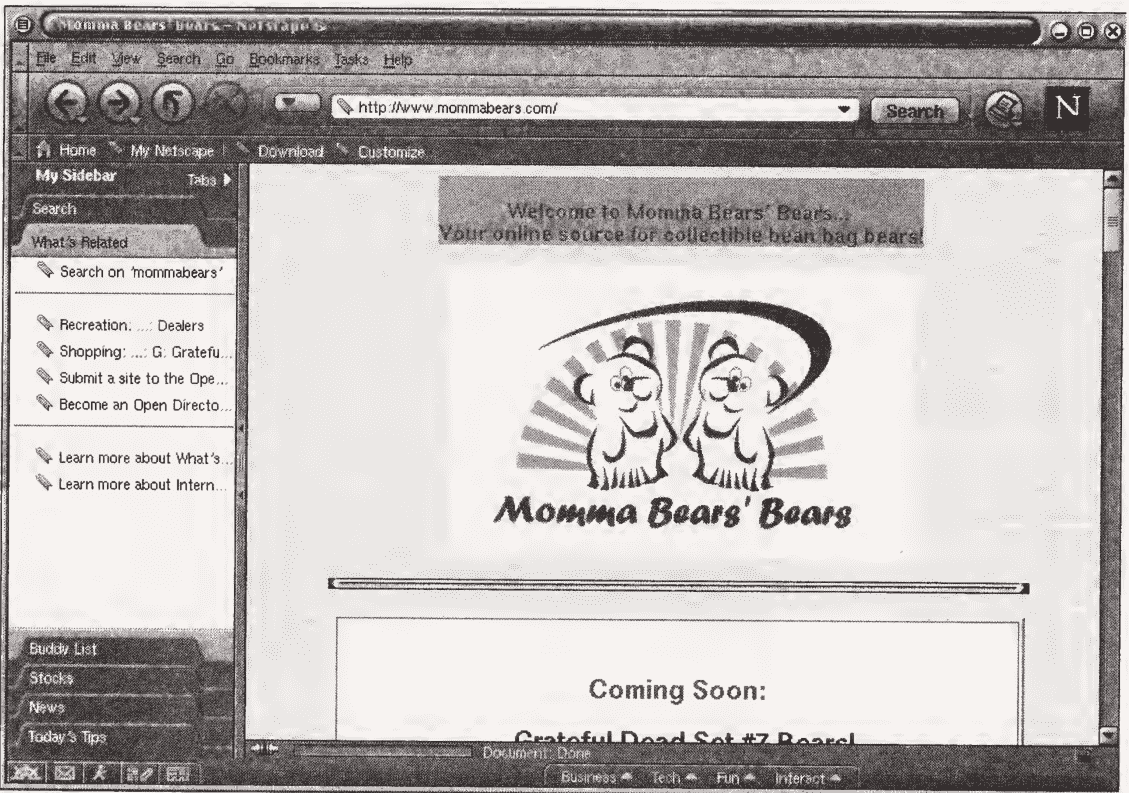 Momma Bears' Bears - Netscape 6
File Edit View Search Go Bookmarks Tasks Help
http://www.mommabears.com/
Search
N
Home My Netscape Download Customize
My Sidebar
Tabs
Search
What's Related
Search on 'mommabears'
Recreation: ...: Dealers
Shopping: ...: G: Gratefu...
Submit a site to the Ope...
Become an Open Directo...
Learn more about What's...
Learn more about Intern...
Buddy List
Stocks
News
Today's Tips
Welcome to Momma Bears' Bears...
Your online source for collectible bean bag bears!
Momma Bears' Bears
Coming Soon:
Grateful Dead Set #7 Bears!
Document: Done
Business Tech Fun Interact